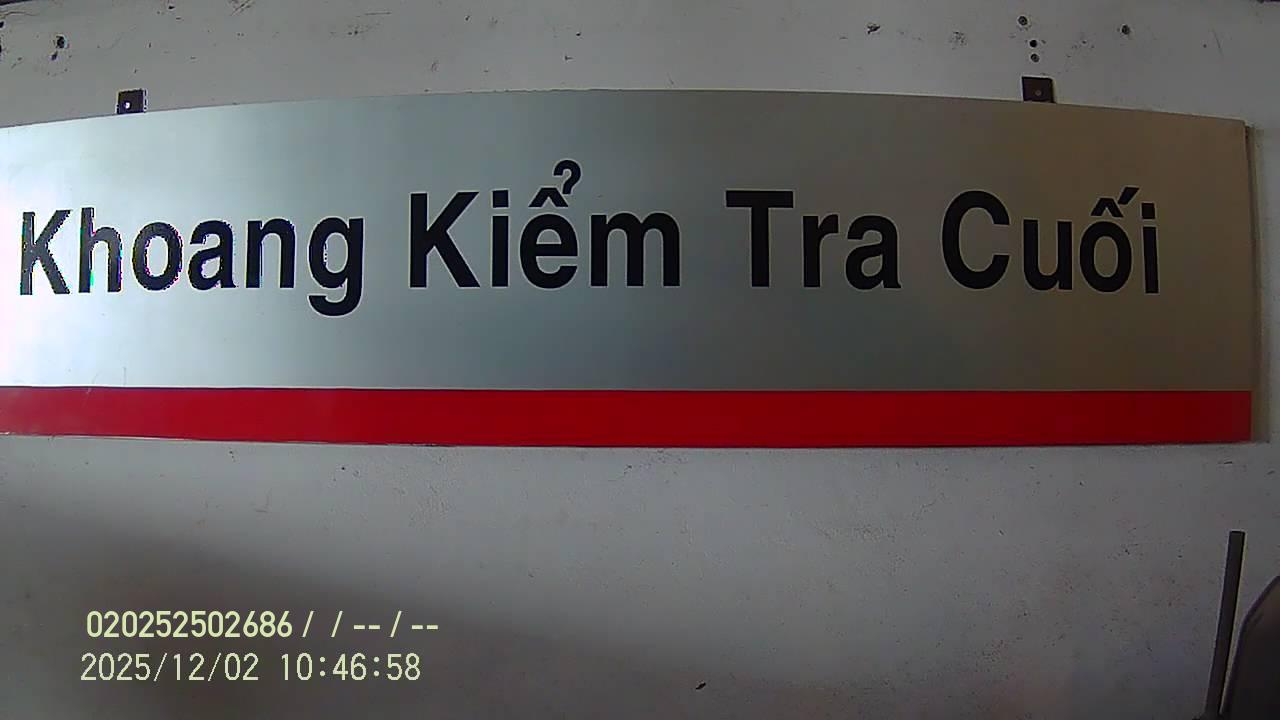 Khoang Kiểm Tra Cuối
020252502686 /  / -- / --
2025/12/02 10:46:58